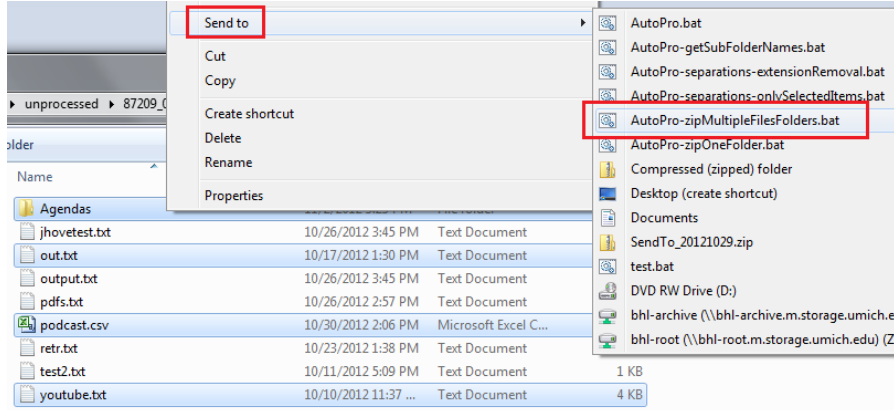 Send to
Cut
Copy
Create shortcut
Delete
Rename
Properties
AutoPro.bat
AutoPro-getSubFolderNames.bat
AutoPro-separations-extensionRemoval.bat
AutoPro-separations-onlySelectedItems.bat
AutoPro-zipMultipleFilesFolders.bat
AutoPro-zipOneFolder.bat
Compressed (zipped) folder
Desktop (create shortcut)
Documents
SendTo_20121029.zip
test.bat
DVD RW Drive (D:)
bhl-archive (\\bhl-archive.m.storage.umich.e
bhl-root (\\bhl-root.m.storage.umich.edu) (Z
unprocessed 87209_0
older
Name
Agendas
jhovetest.txt 10/26/2012 3:45 PM Text Document
out.txt 10/17/2012 1:30 PM Text Document
output.txt 10/26/2012 3:45 PM Text Document
pdfs.txt 10/26/2012 2:57 PM Text Document
podcast.csv 10/30/2012 2:06 PM Microsoft Excel C...
retr.txt 10/23/2012 1:38 PM Text Document
test2.txt 10/11/2012 5:09 PM Text Document 1 KB
youtube.txt 10/10/2012 11:37 ... Text Document 4 KB